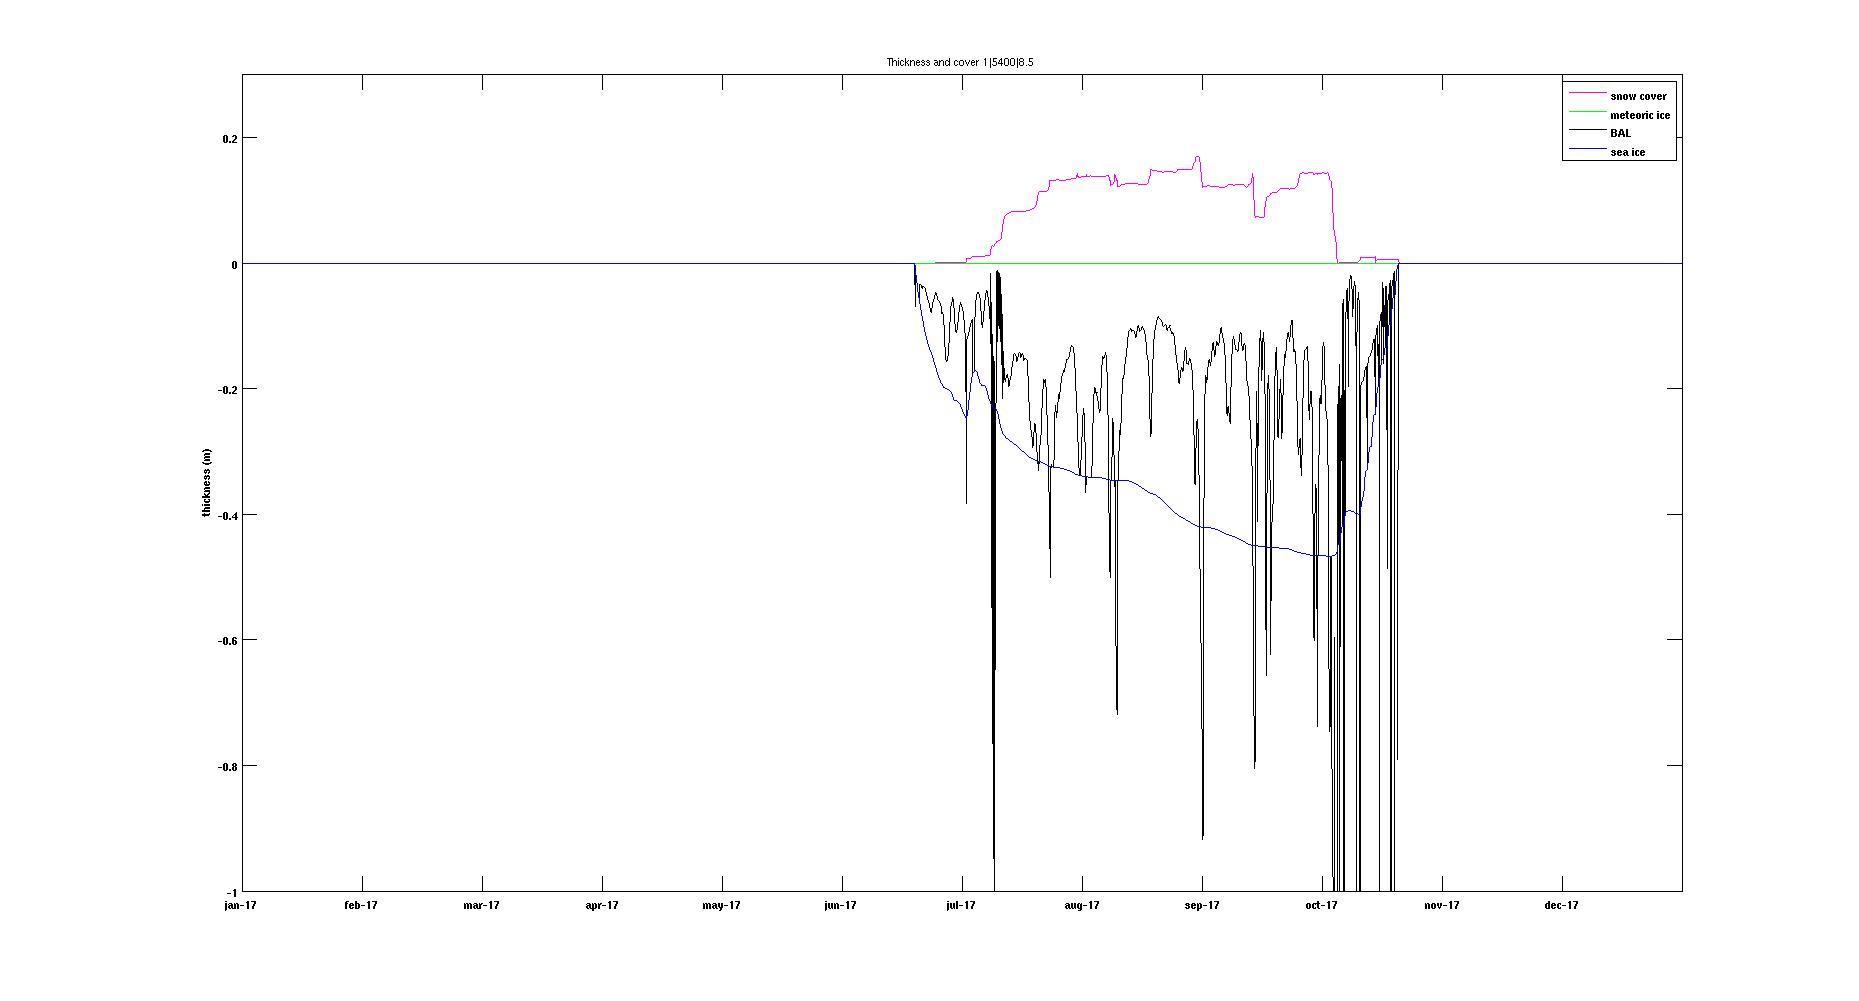 Thickness and cover 1|5400|8.5
snow cover
meteoric ice
BAL
sea ice
thickness (m)
0.2
0
-0.2
-0.4
-0.6
-0.8
-1
jan-17 feb-17 mar-17 apr-17 may-17 jun-17 jul-17 aug-17 sep-17 oct-17 nov-17 dec-17